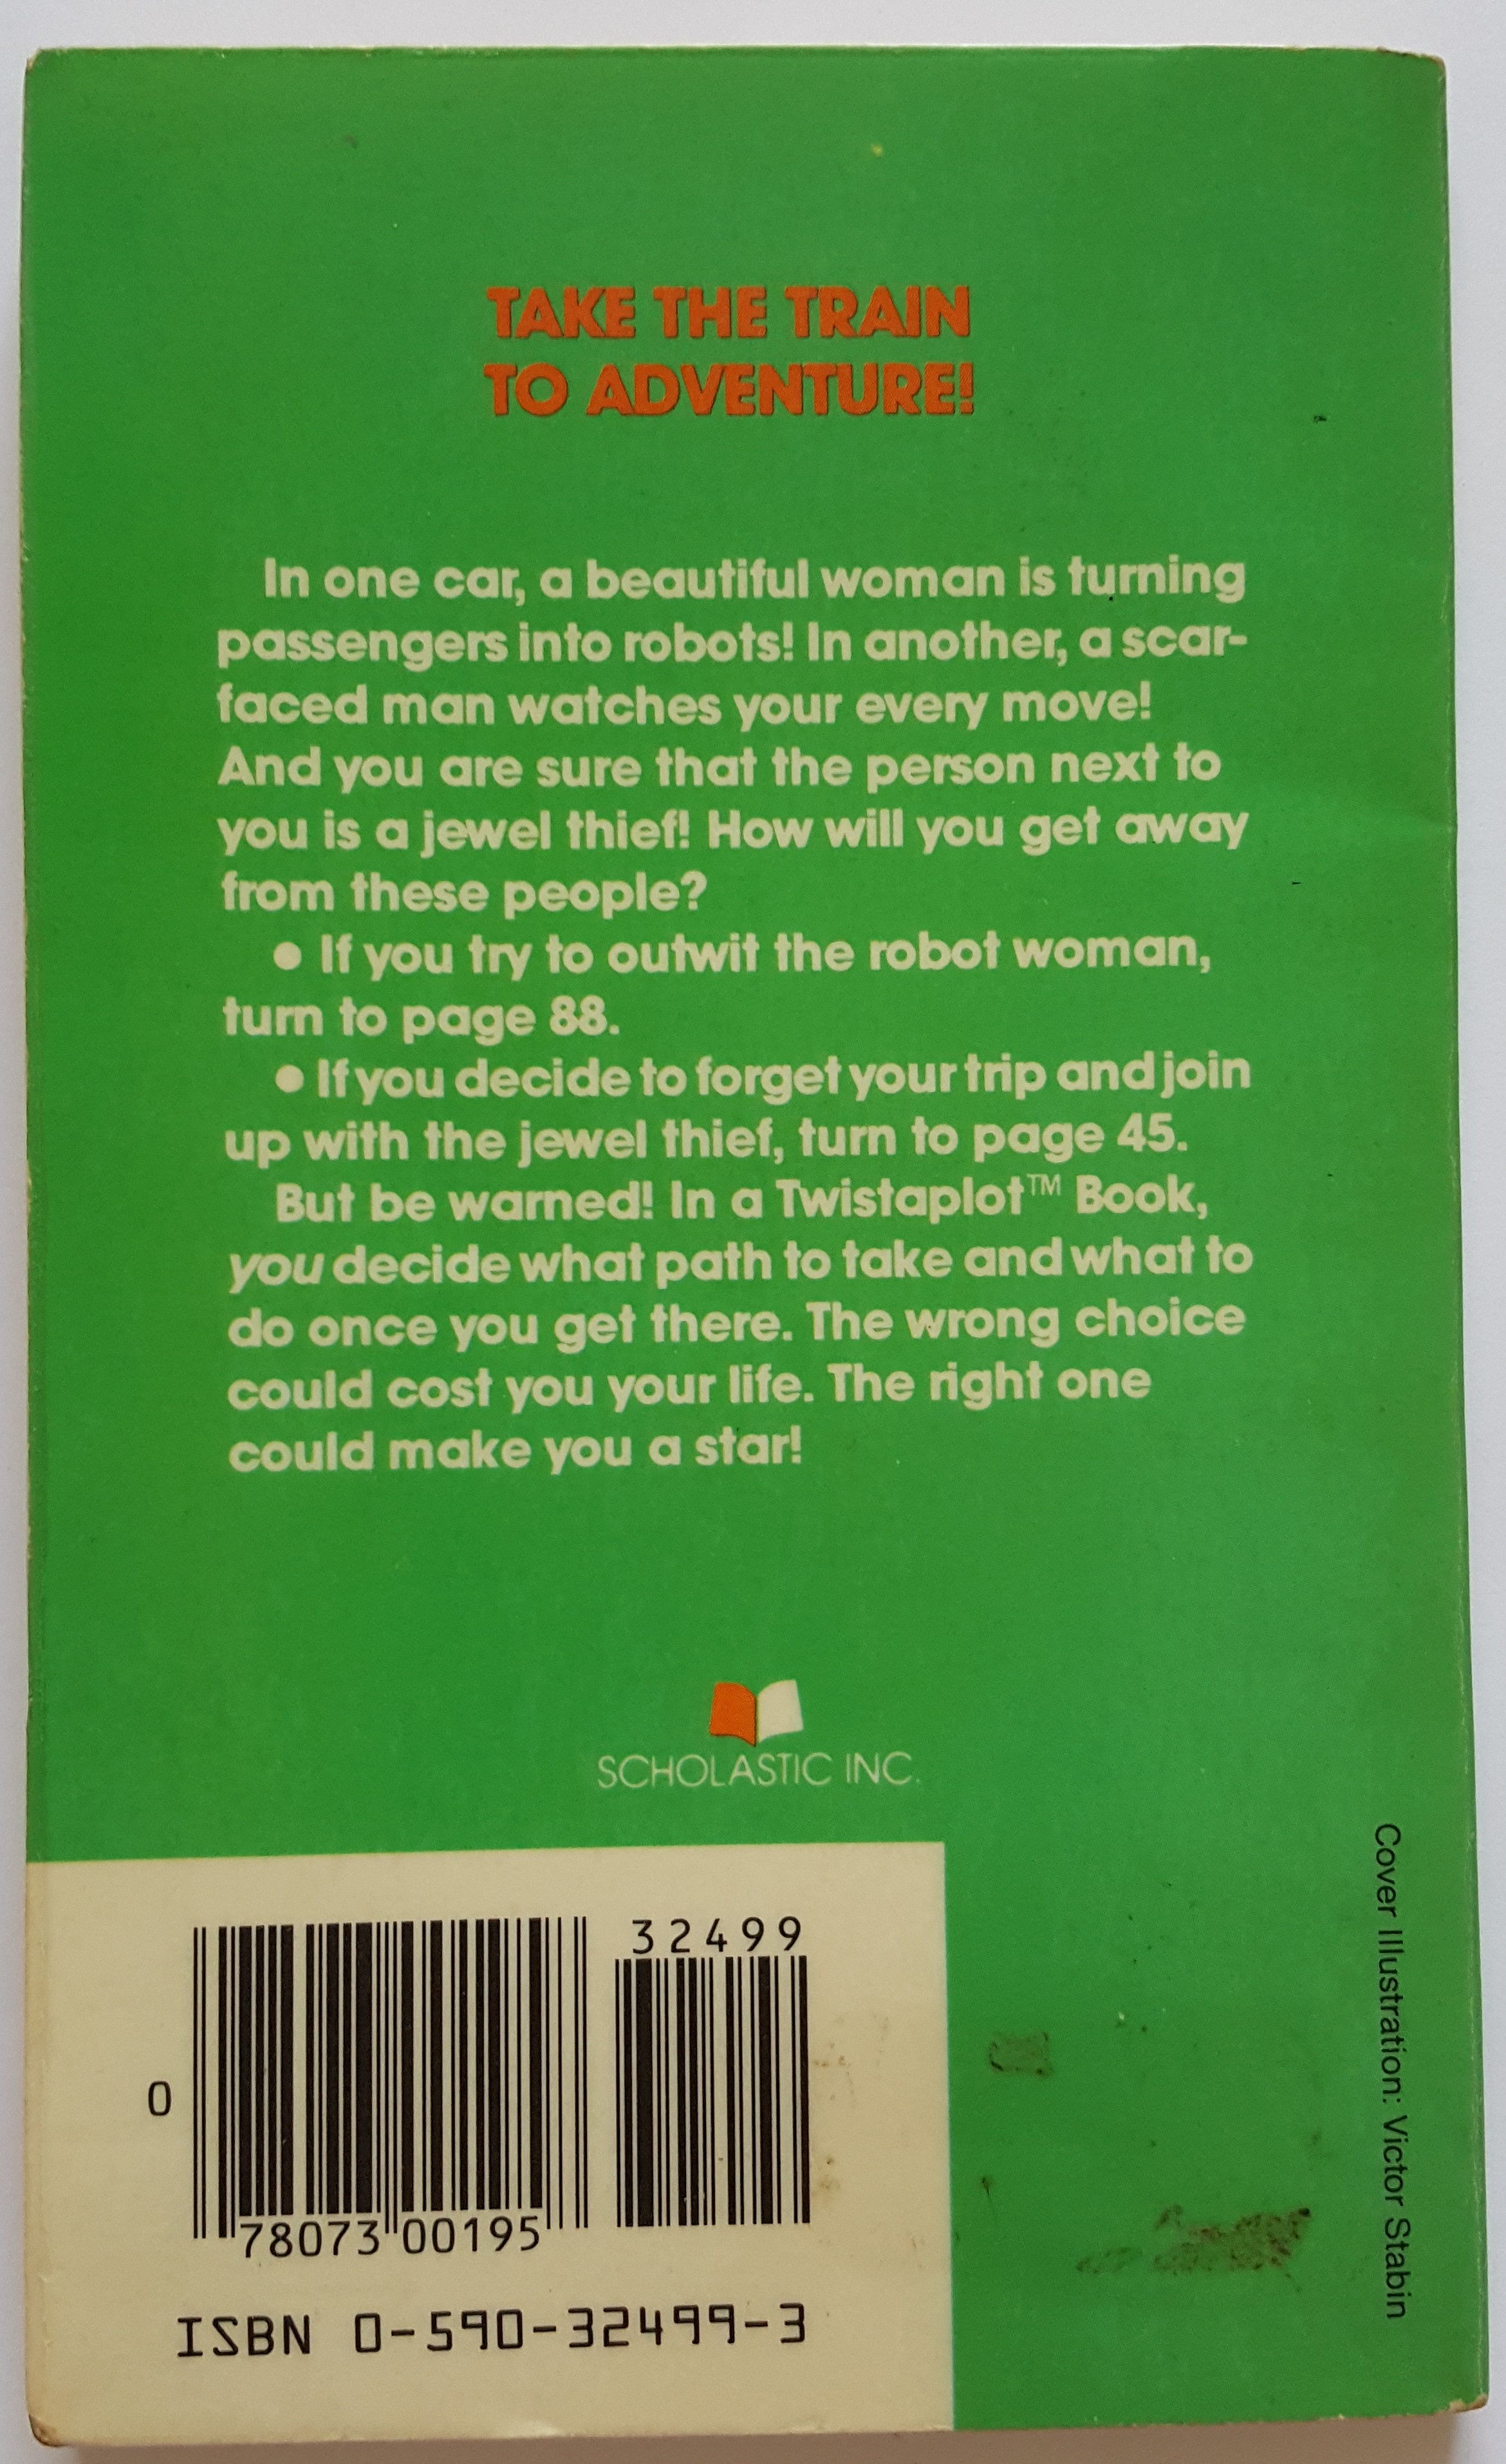 TAKE THE TRAIN
TO ADVENTURE!
In one car, a beautiful woman is turning
passengers into robots! In another, a scar-
faced man watches your every move!
And you are sure that the person next to
you is a jewel thief! How will you get away
from these people?
● If you try to outwit the robot woman,
turn to page 88.
● If you decide to forget your trip and join
up with the jewel thief, turn to page 45.
But be warned! In a Twistaplot™ Book,
you decide what path to take and what to
do once you get there. The wrong choice
could cost you your life. The right one
could make you a star!
SCHOLASTIC INC.
32499
0
78073 00195
ISBN 0-590-32499-3
Cover Illustration: Victor Stabin